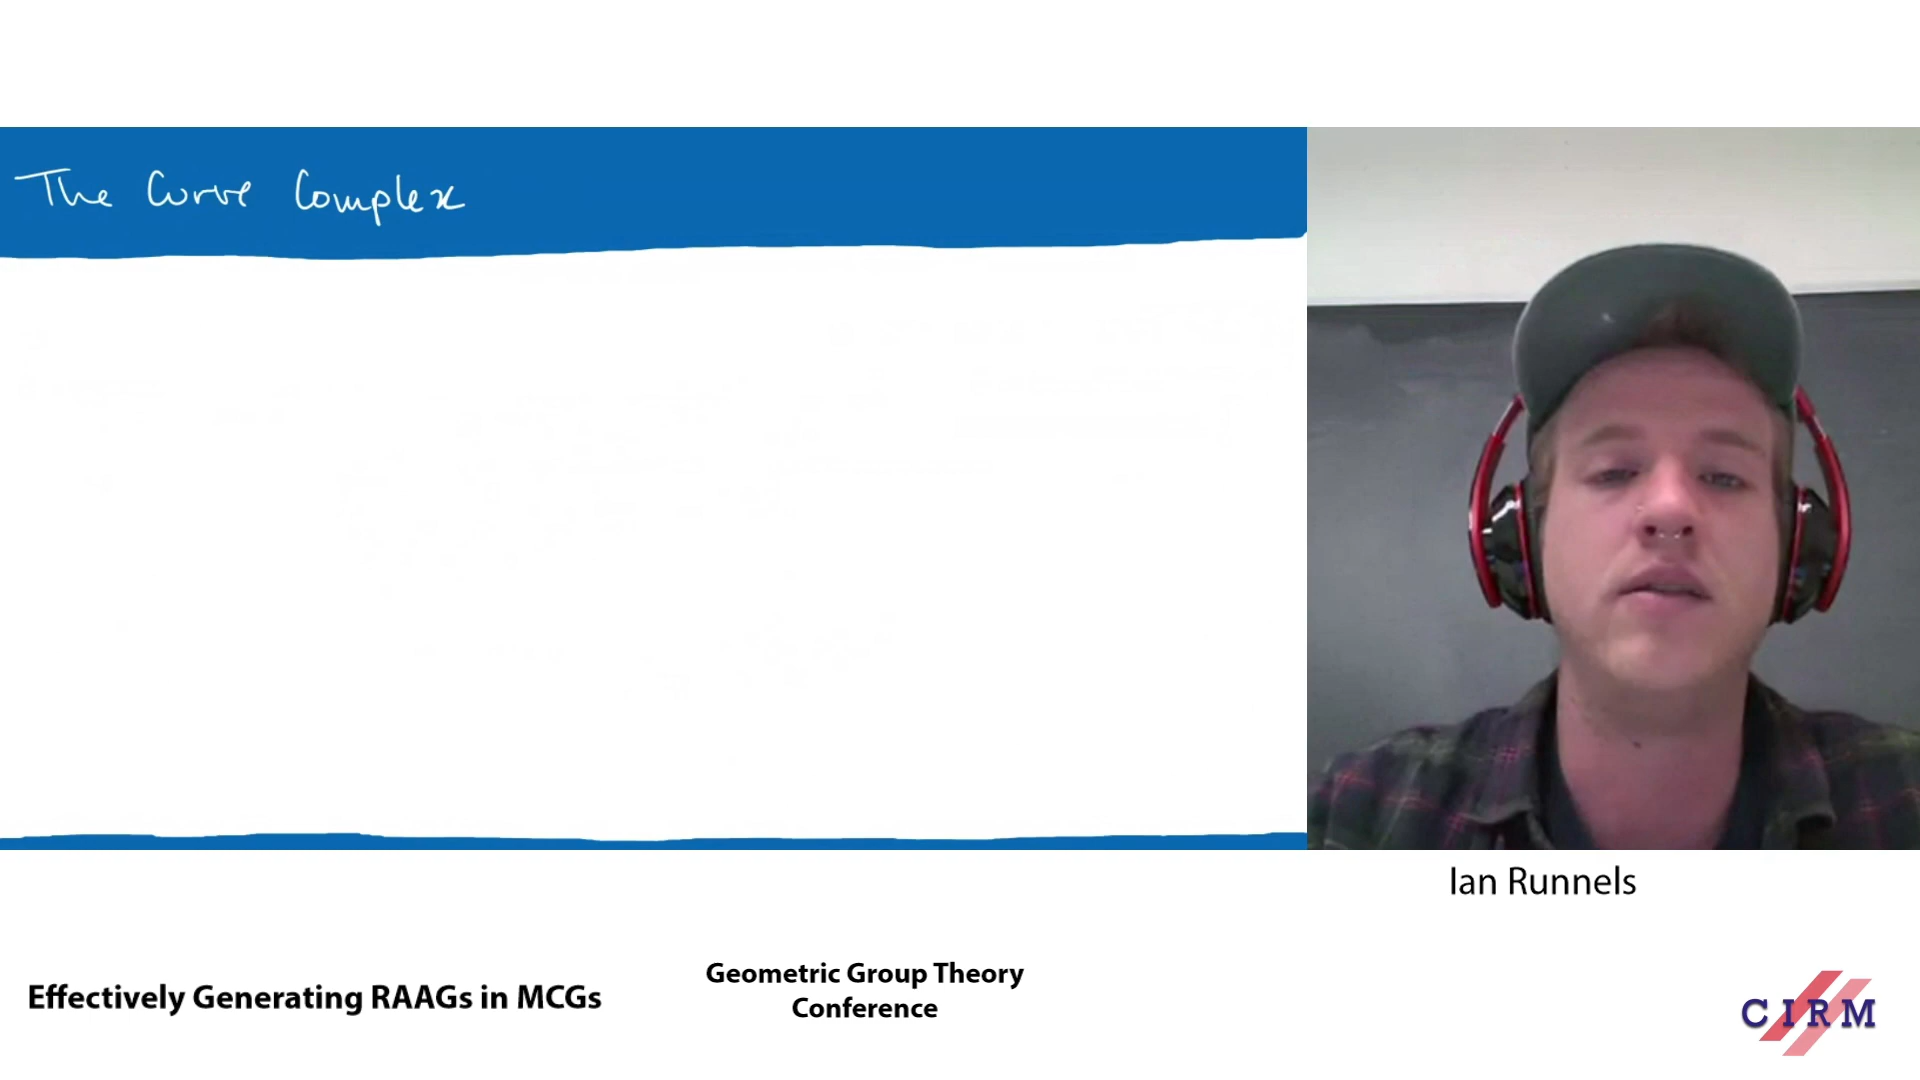 The Curve Complex
Ian Runnels
Effectively Generating RAAGs in MCGs
Geometric Group Theory
Conference
CIRM